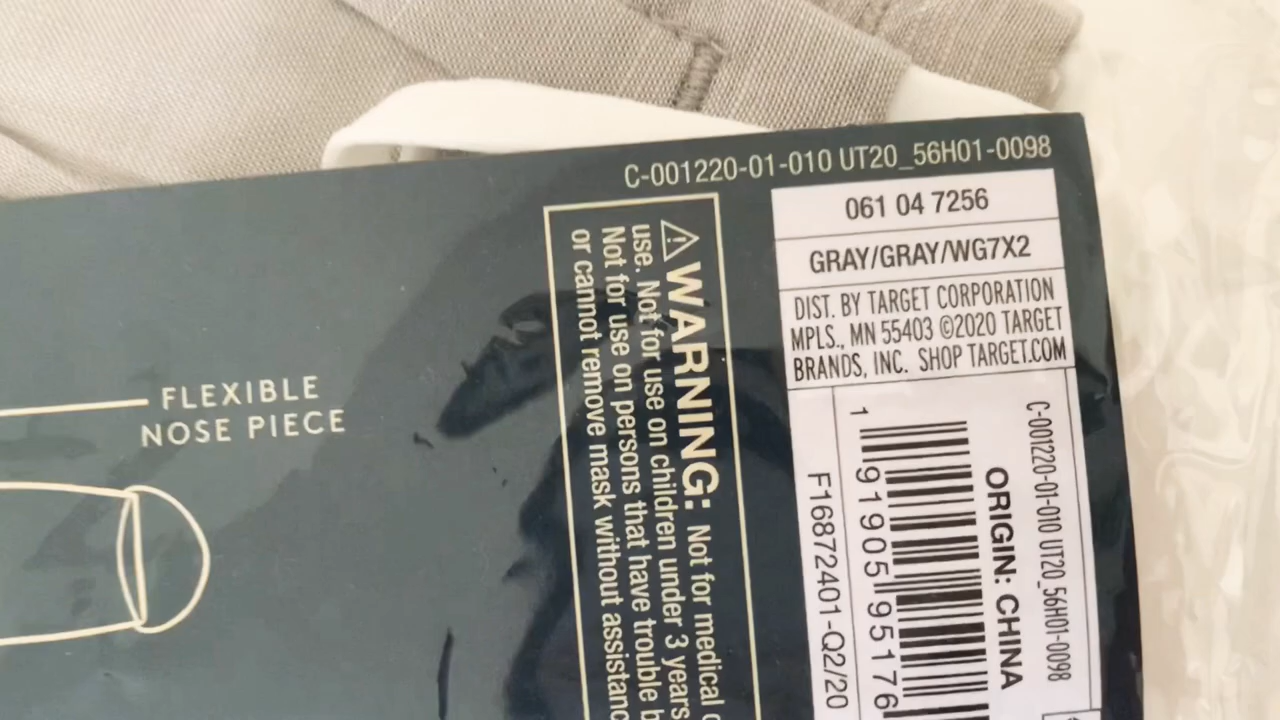 C-001220-01-010 UT20_56H01-0098
061 04 7256
GRAY/GRAY/WG7X2
DIST. BY TARGET CORPORATION
MPLS., MN 55403 ©2020 TARGET
BRANDS, INC. SHOP TARGET.COM
C-001220-01-010 UT20_56H01-0098
ORIGIN: CHINA
1 91905 95176
F16872401-Q2/20
⚠WARNING: Not for medical
use. Not for use on children under 3 years
Not for use on persons that have trouble
or cannot remove mask without
FLEXIBLE
NOSE PIECE